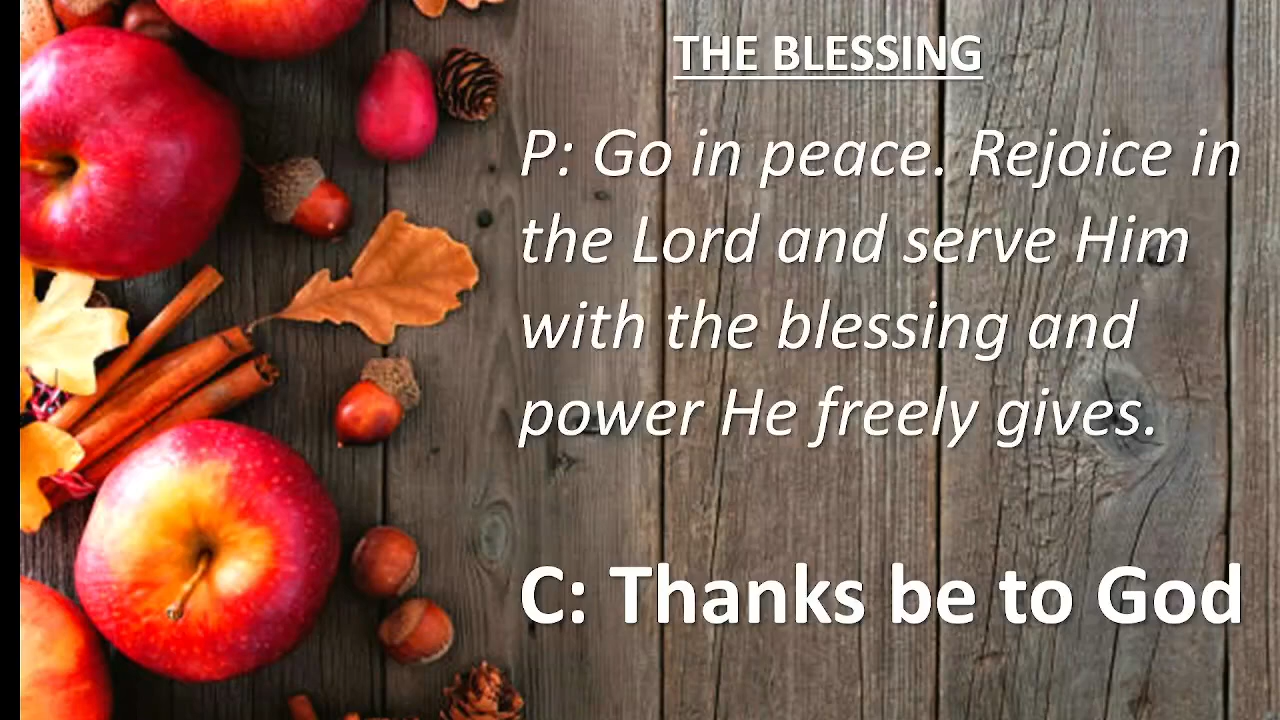 THE BLESSING
P: Go in peace. Rejoice in
the Lord and serve Him
with the blessing and
power He freely gives.
C: Thanks be to God